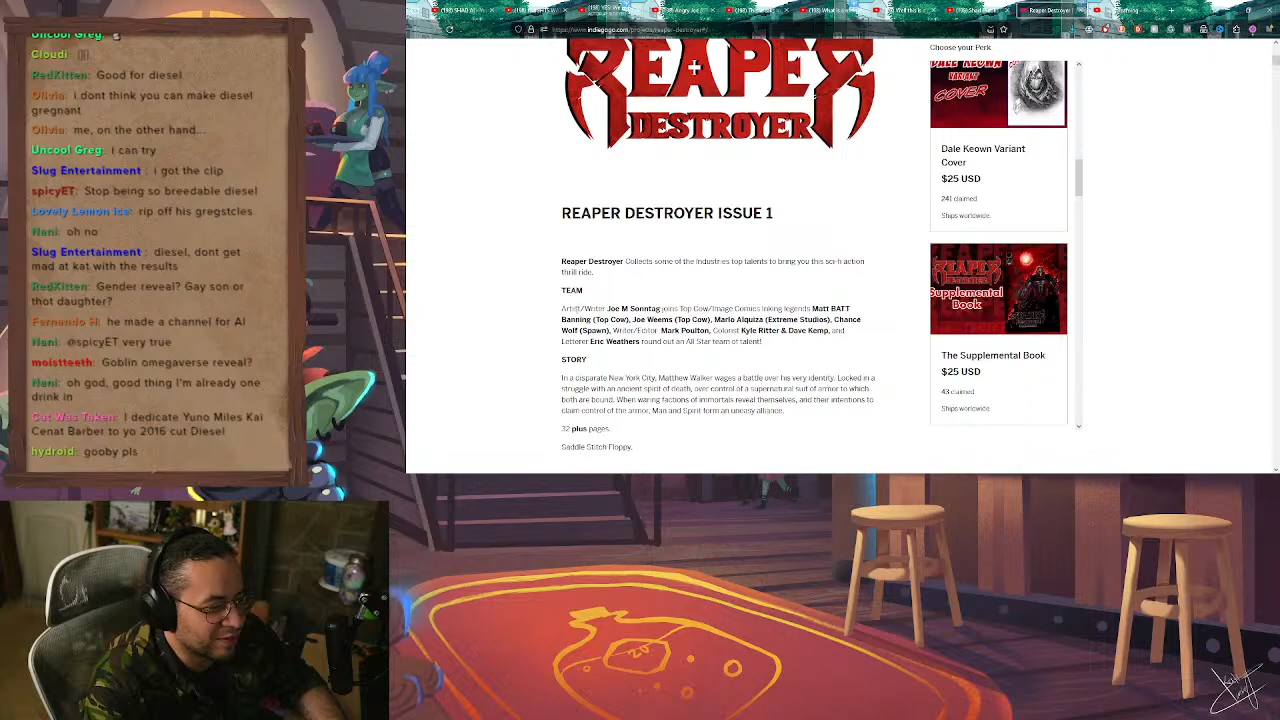 Uncool Greg:
Cloudi:
RedKitten: Good for diesel
Olivia: i dont think you can make diesel
gregnant
Olivia: me, on the other hand...
Uncool Greg: i can try
Slug Entertainment : i got the clip
spicyET: Stop being so breedable diesel
Lovely Lemon Ice: rip off his gregstcles
Nani: oh no
Slug Entertainment : diesel, dont get
mad at kat with the results
RedKitten: Gender reveal? Gay son or
thot daughter?
Fernando H: he made a channel for AI
Nani: @spicyET very true
moistteeth: Goblin omegaverse reveal?
Nani: oh god, good thing I'm already one
drink in
Cat Was Taken: I dedicate Yuno Miles Kai
Cenat Barber to yo 2016 cut Diesel
hydroid: gooby pls
https://www.indiegogo.com/projects/reaper-destroyer#/
REAPER
DESTROYER
REAPER DESTROYER ISSUE 1
Reaper Destroyer Collects some of the industries top talents to bring you this sci-fi action
thrill ride.
TEAM
Artist/Writer Joe M Sonntag joins Top Cow/Image Comics Inking legends Matt BATT
Banning (Top Cow), Joe Weems (Top Cow), Marlo Alquiza (Extreme Studios), Chance
Wolf (Spawn), Writer/Editor Mark Poulton, Colorist Kyle Ritter & Dave Kemp, and
Letterer Eric Weathers round out an All Star team of talent!
STORY
In a disparate New York City, Matthew Walker wages a battle over his very identity. Locked in a
struggle with an ancient spirit of death, over control of a supernatural suit of armor to which
both are bound. When waring factions of immortals reveal themselves, and their intentions to
claim control of the armor, Man and Spirit form an uneasy alliance.
32 plus pages.
Saddle Stitch Floppy.
Choose your Perk
DALE KEOWN
VARIANT
COVER
Dale Keown Variant
Cover
$25 USD
241 claimed
Ships worldwide.
REAPER
DESTROYER
Supplemental
Book
The Supplemental Book
$25 USD
43 claimed
Ships worldwide.
20